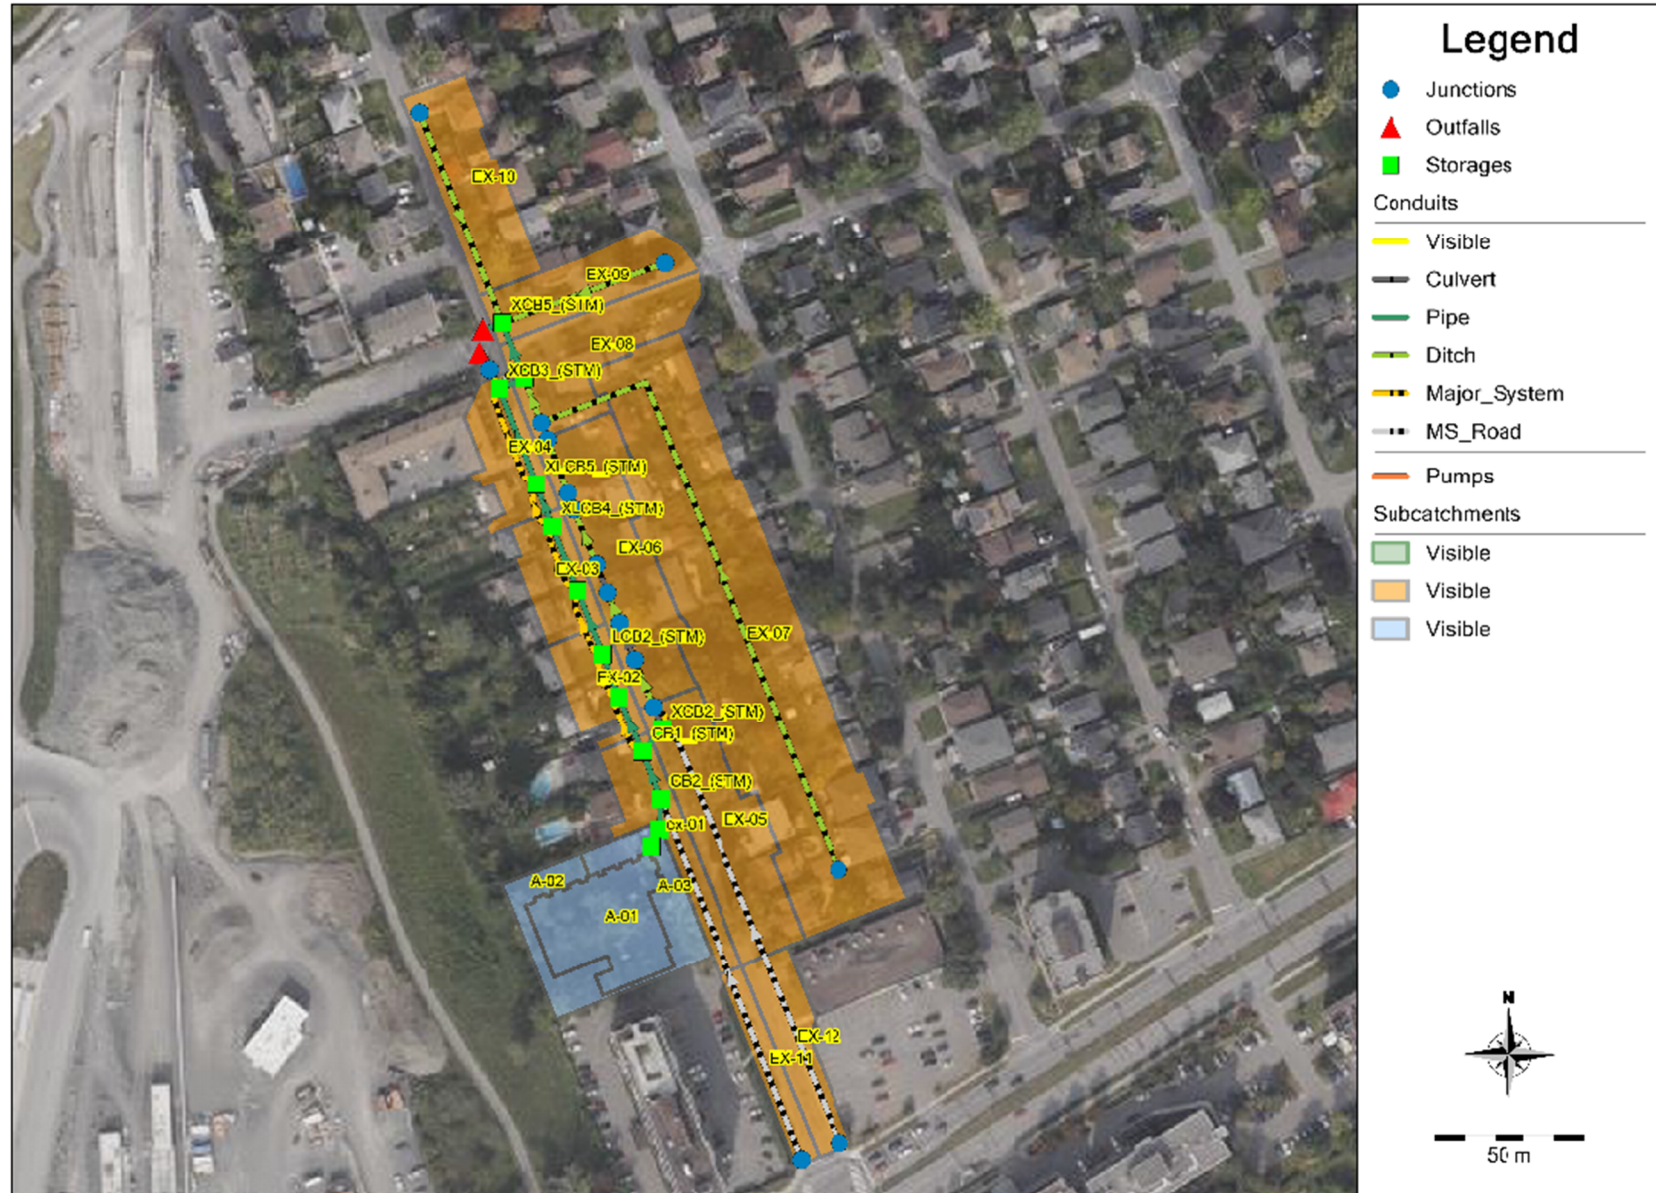 Legend
Junctions
Outfalls
Storages
Conduits
Visible
Culvert
Pipe
Ditch
Major_System
MS_Road
Pumps
Subcatchments
Visible
Visible
Visible
N
50 m
EX-10
EX-09
XCB5_(STM)
EX-08
XCB3_(STM)
EX-04
XLCB5_(STM)
XLCB4_(STM)
EX-06
EX-03
EX-07
LCB2_(STM)
EX-02
XCB2_(STM)
CB1_(STM)
CB2_(STM)
EX-05
ex-01
A-02
A-03
A-01
EX-12
EX-11